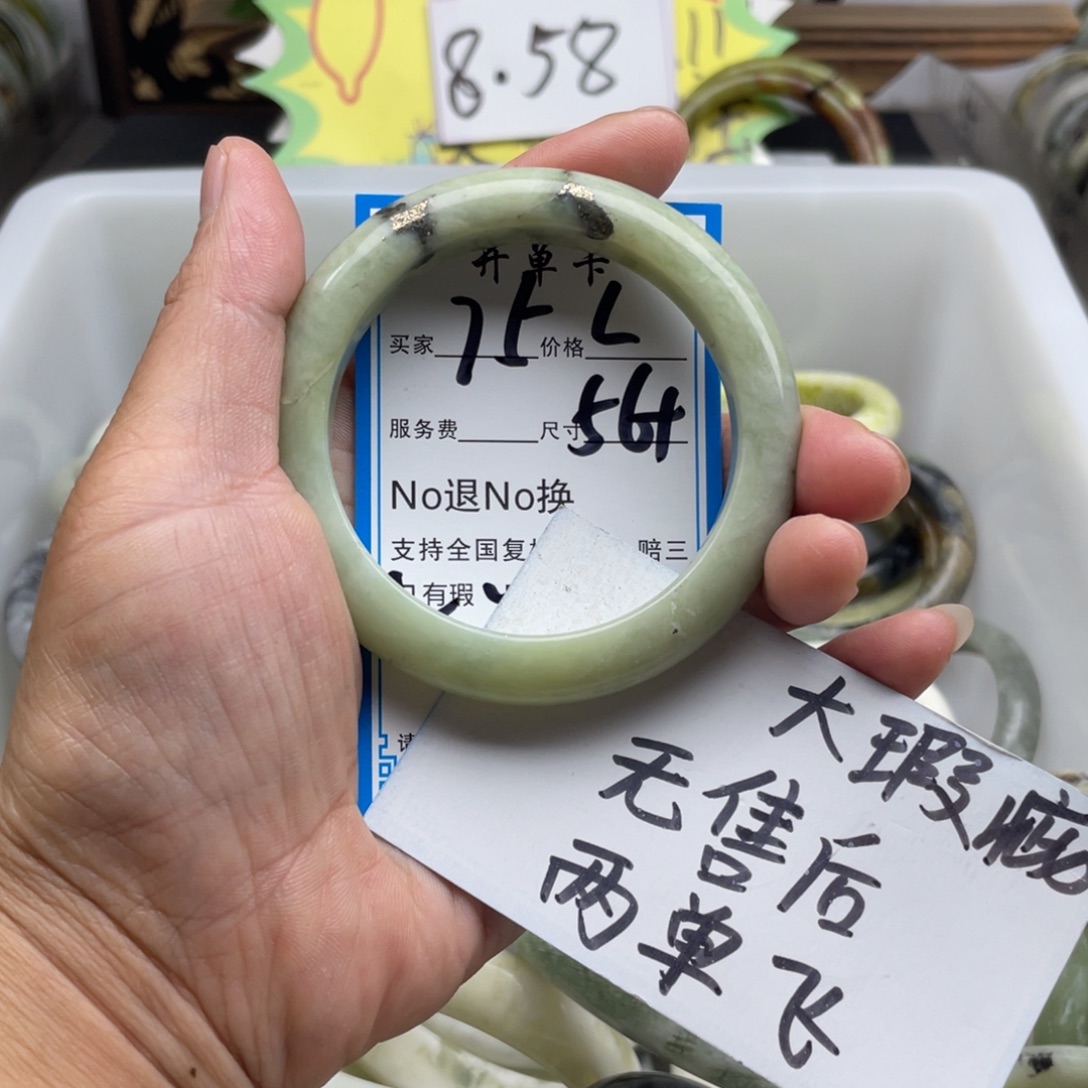 8.58
!!
开单卡
买家 75 价格 L
服务费 尺寸 56+
No退No换
支持全国复 赔三
有瑕
请
大瑕疵
无售后
两单飞